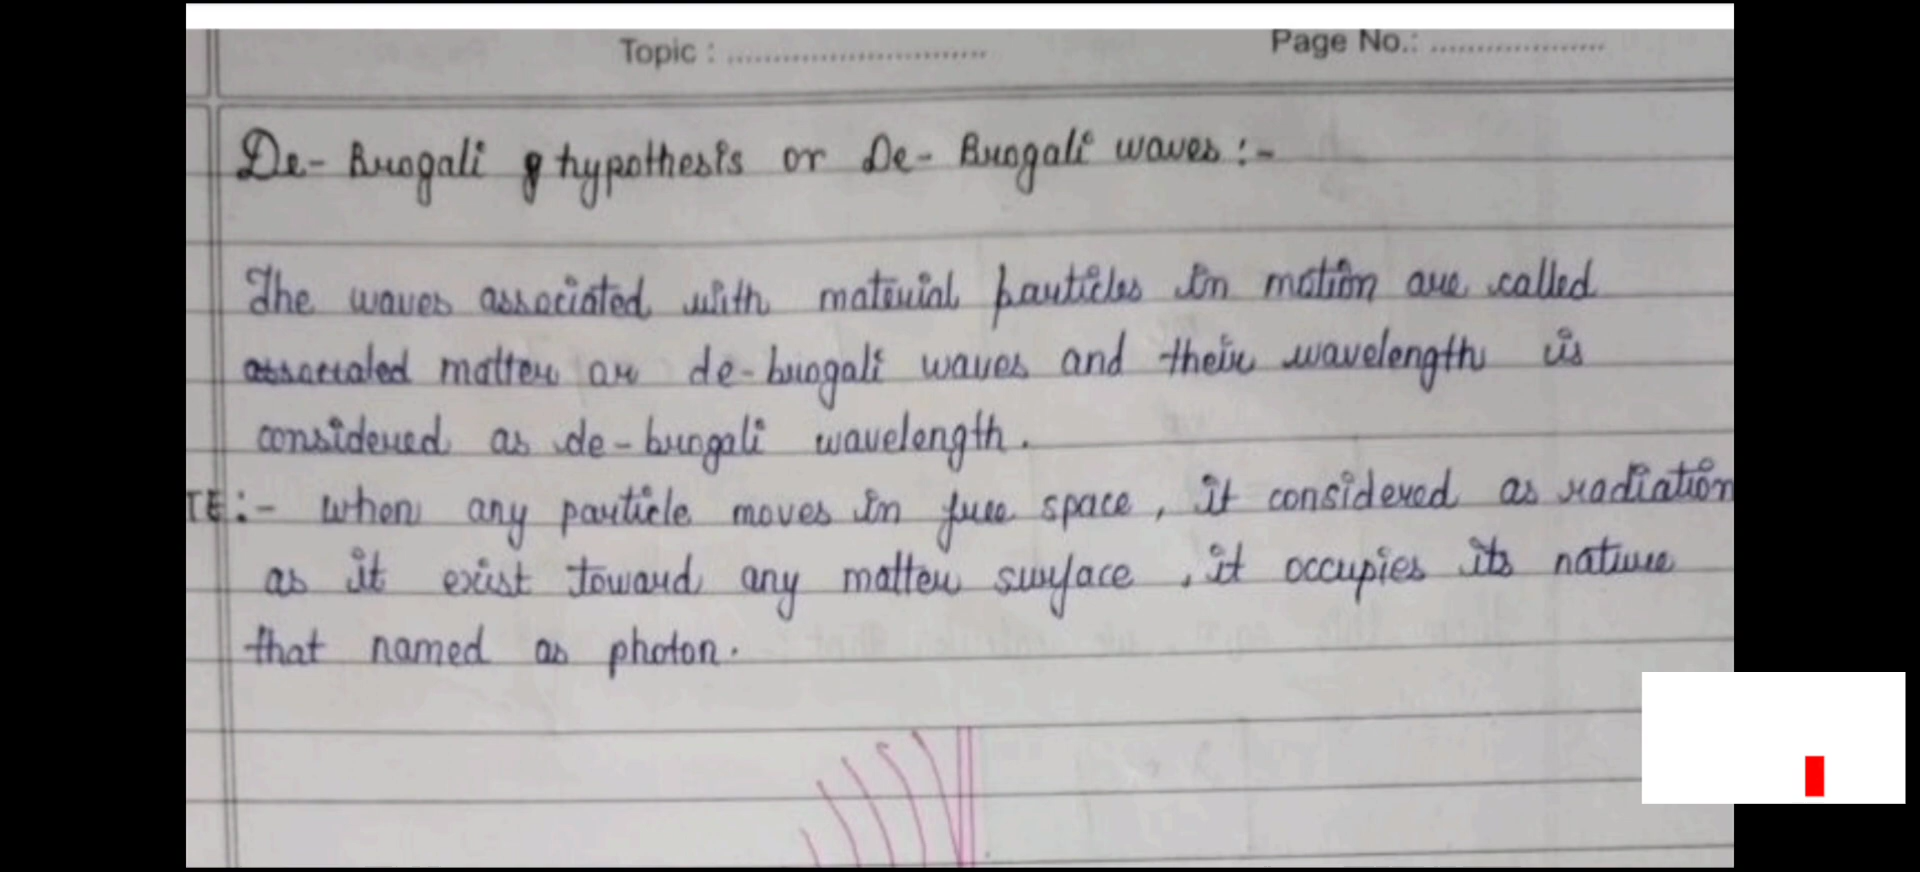 Topic : ............................ Page No.: ...................
De- Brogali hypothesis or De- Brogali waves :-
The waves associated with material particles in motion are called
associated matter or de-brogali waves and their wavelength is
considered as de-brogali wavelength.
TE :- when any particle moves in free space, it considered as radiation
as it exist toward any matter surface, it occupies its nature
that named as photon.